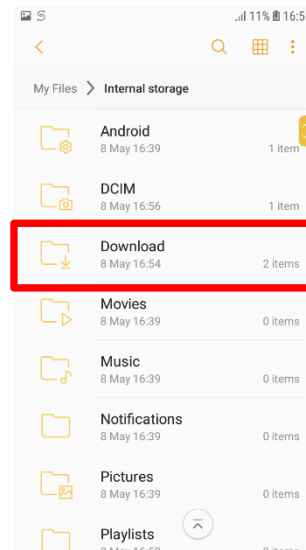 11% 16:5
My Files > Internal storage
Android
8 May 16:39 1 item
DCIM
8 May 16:56 1 item
Download
8 May 16:54 2 items
Movies
8 May 16:39 0 items
Music
8 May 16:39 0 items
Notifications
8 May 16:39 0 items
Pictures
8 May 16:39 0 items
Playlists